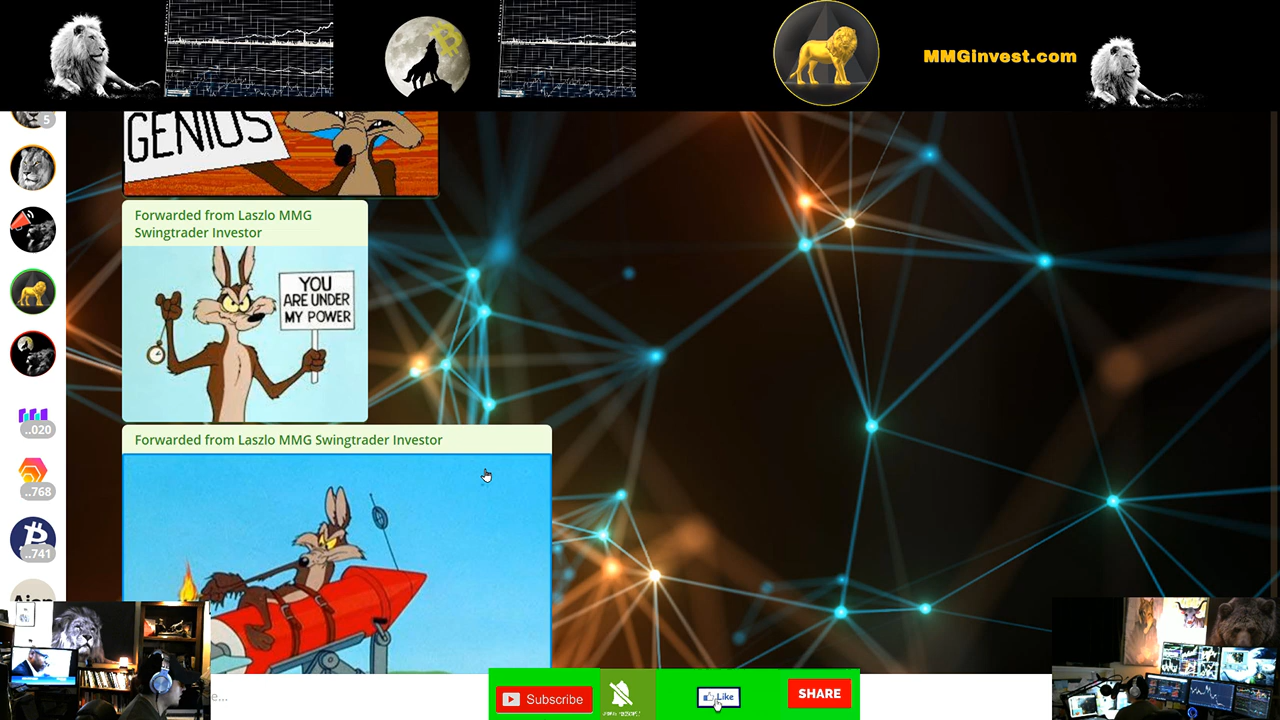 MMGinvest.com
5
GENIUS
Forwarded from Laszlo MMG
Swingtrader Investor
YOU
ARE UNDER
MY POWER
Forwarded from Laszlo MMG Swingtrader Investor
..020
..768
..741
e...
Subscribe
Like
SHARE